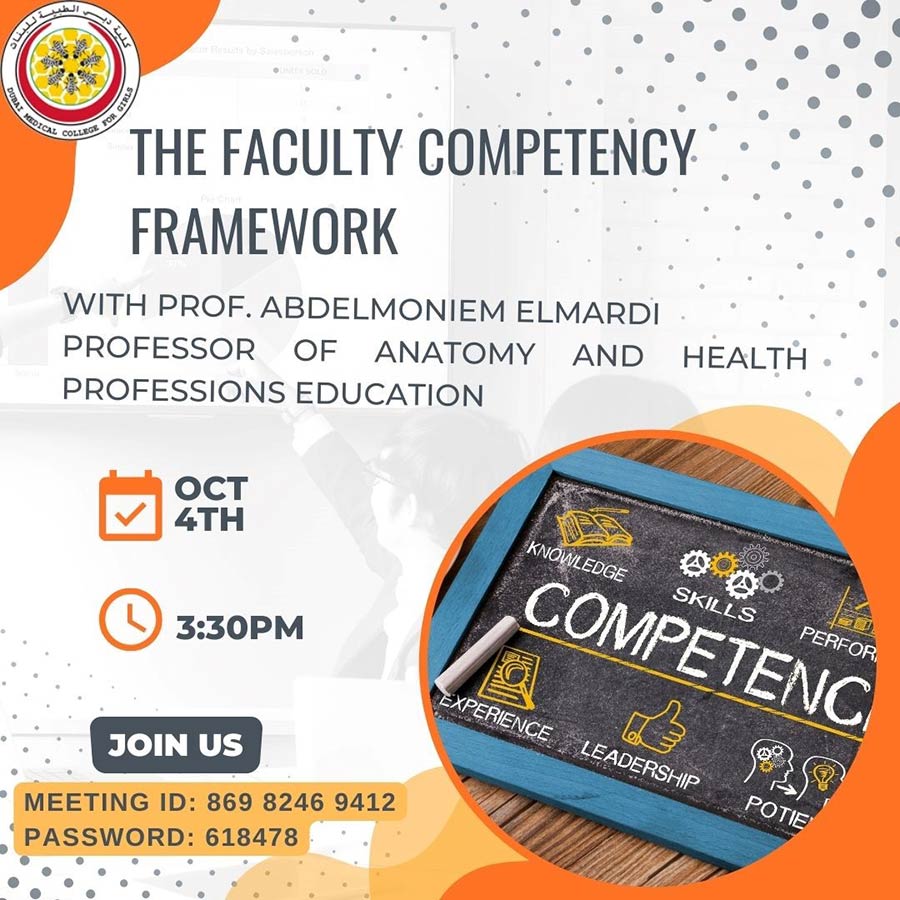 كلية دبي الطبية للبنات
DUBAI MEDICAL COLLEGE FOR GIRLS
THE FACULTY COMPETENCY
FRAMEWORK
WITH PROF. ABDELMONIEM ELMARDI
PROFESSOR OF ANATOMY AND HEALTH
PROFESSIONS EDUCATION
OCT
4TH
3:30PM
JOIN US
MEETING ID: 869 8246 9412
PASSWORD: 618478
KNOWLEDGE
SKILLS
PERFOR
COMPETENC
EXPERIENCE
LEADERSHIP
POTE